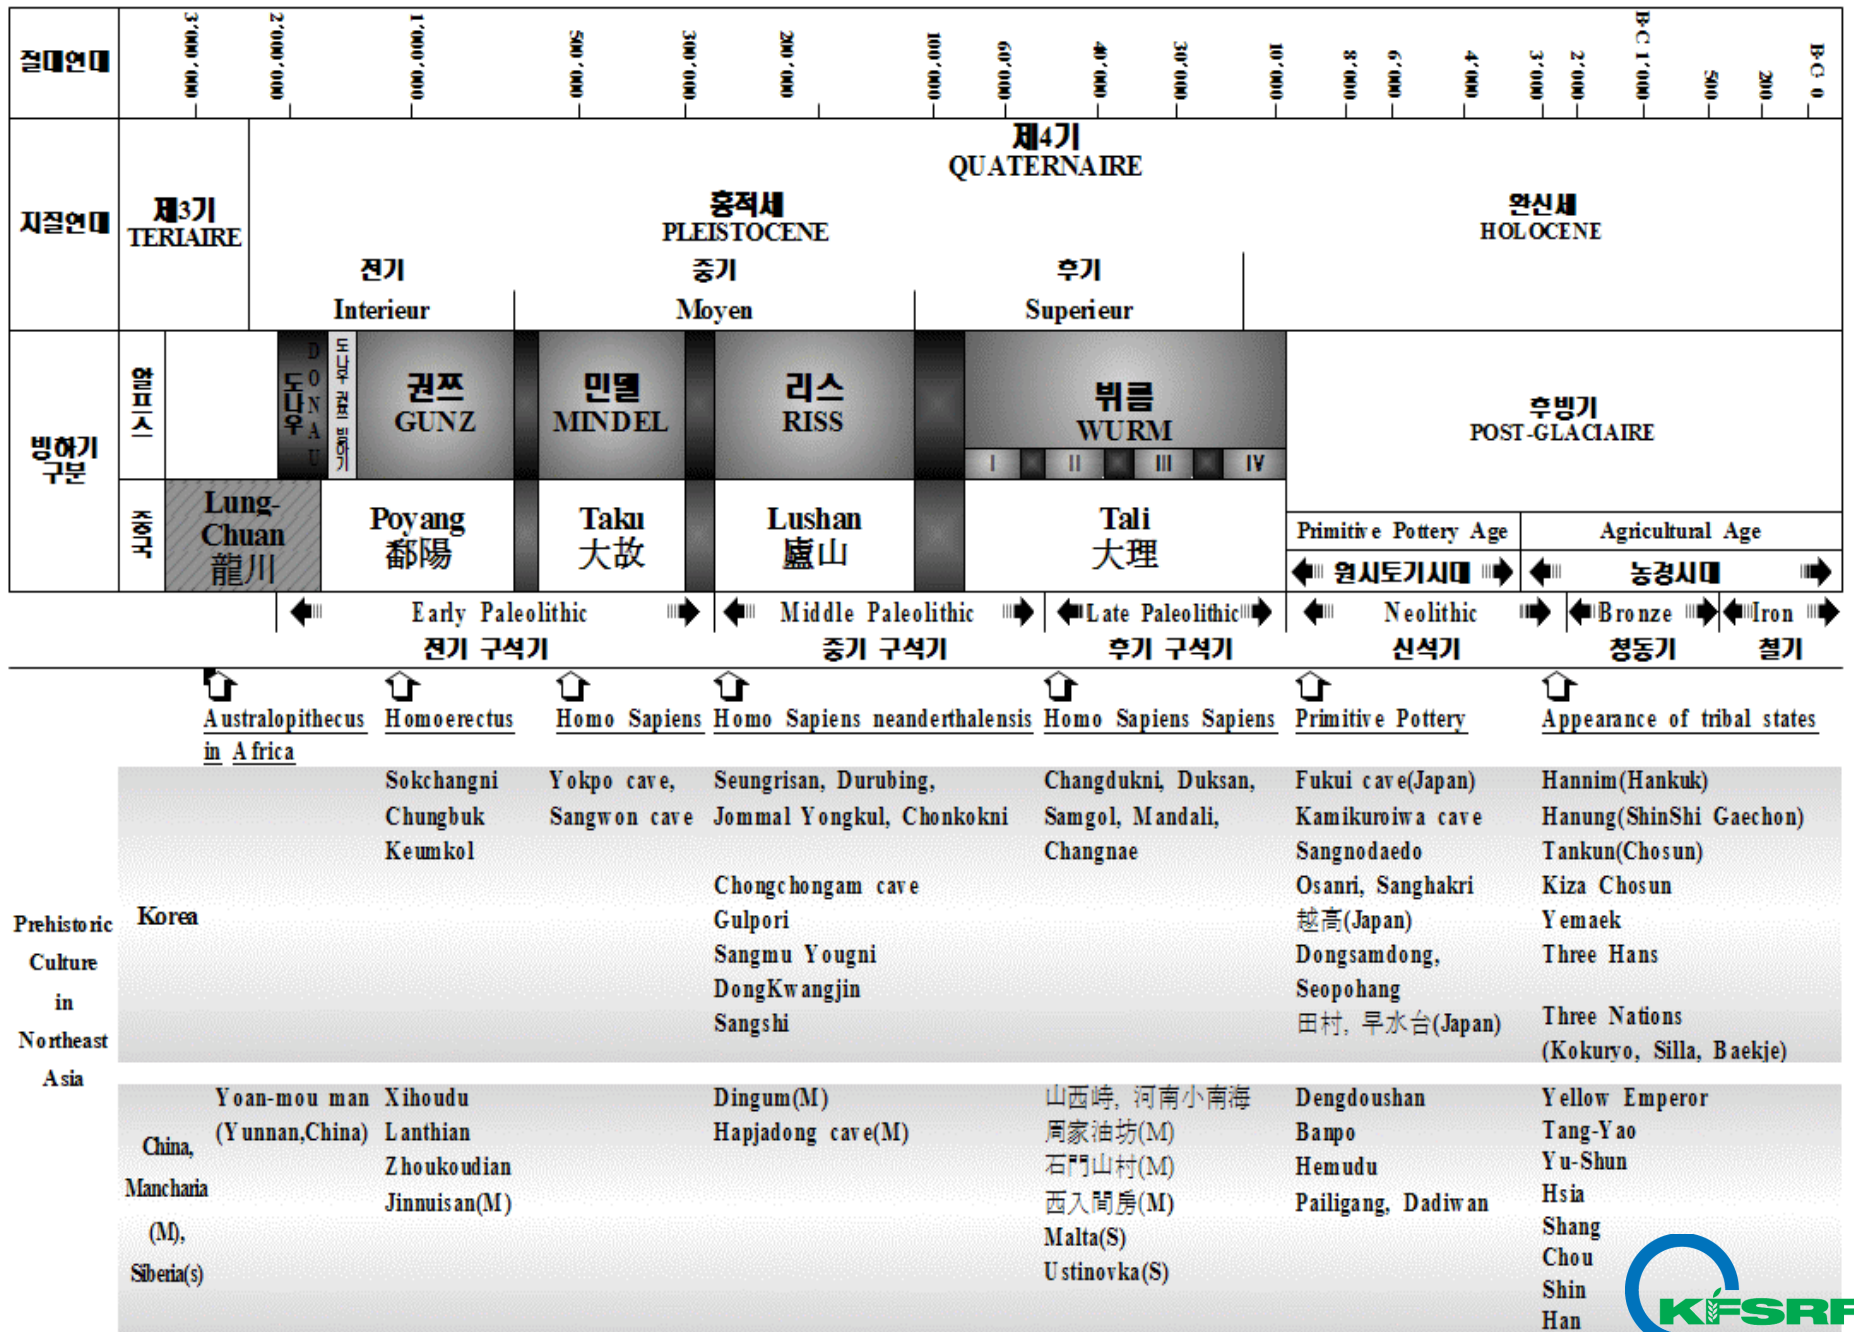 절대연대
3'000'000
2'000'000
1'000'000
500'000
300'000
200'000
100'000
60'000
40'000
30'000
10'000
8'000
6'000
4'000
3'000
2'000
B·C 1'000
500
200
B·C 0
지질연대
제3기
TERIAIRE
제4기
QUATERNAIRE
홍적세
PLEISTOCENE
완신세
HOLOCENE
전기
Interieur
중기
Moyen
후기
Superieur
빙하기
구분
알프스
도나우
DONAU
도나우 귄쯔 빙하기
귄쯔
GUNZ
민델
MINDEL
리스
RISS
뷔름
WURM
I
II
III
IV
후빙기
POST-GLACIAIRE
중국
Lung-
Chuan
龍川
Poyang
鄱陽
Taku
大故
Lushan
廬山
Tali
大理
Primitive Pottery Age
Agricultural Age
원시토기시대
농경시대
Early Paleolithic
Middle Paleolithic
Late Paleolithic
Neolithic
Bronze
Iron
전기 구석기
중기 구석기
후기 구석기
신석기
청동기
철기
Australopithecus
in Africa
Homoerectus
Homo Sapiens
Homo Sapiens neanderthalensis
Homo Sapiens Sapiens
Primitive Pottery
Appearance of tribal states
Prehistoric
Culture
in
Northeast
Asia
Korea
Sokchangni
Chungbuk
Keumkol
Yokpo cave,
Sangwon cave
Seungrisan, Durubing,
Jommal Yongkul, Chonkokni
Chongchongam cave
Gulpori
Sangmu Yougni
DongKwangjin
Sangshi
Changdukni, Duksan,
Samgol, Mandali,
Changnae
Fukui cave(Japan)
Kamikuroiwa cave
Sangnodaedo
Osanri, Sanghakri
越高(Japan)
Dongsamdong,
Seopohang
田村, 早水台(Japan)
Hannim(Hankuk)
Hanung(ShinShi Gaechon)
Tankun(Chosun)
Kiza Chosun
Yemaek
Three Hans
Three Nations
(Kokuryo, Silla, Baekje)
China,
Mancharia
(M),
Siberia(s)
Yoan-mou man
(Yunnan,China)
Xihoudu
Lanthian
Zhoukoudian
Jinnuisan(M)
Dingum(M)
Hapjadong cave(M)
山西峙, 河南小南海
周家油坊(M)
石門山村(M)
西入間房(M)
Malta(S)
Ustinovka(S)
Dengdoushan
Banpo
Hemudu
Pailigang, Dadiwan
Yellow Emperor
Tang-Yao
Yu-Shun
Hsia
Shang
Chou
Shin
Han
KFSRF